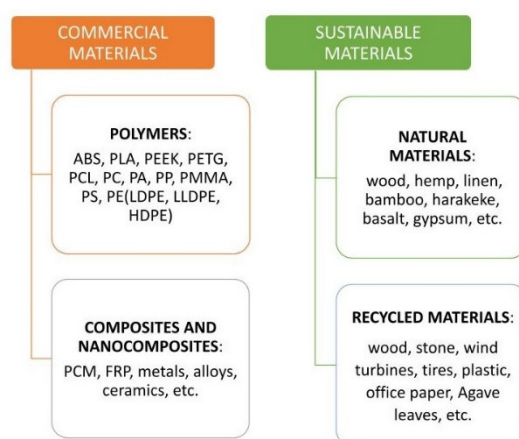 COMMERCIAL
MATERIALS
POLYMERS:
ABS, PLA, PEEK, PETG,
PCL, PC, PA, PP, PMMA,
PS, PE(LDPE, LLDPE,
HDPE)
COMPOSITES AND
NANOCOMPOSITES:
PCM, FRP, metals, alloys,
ceramics, etc.
SUSTAINABLE
MATERIALS
NATURAL
MATERIALS:
wood, hemp, linen,
bamboo, harakeke,
basalt, gypsum, etc.
RECYCLED MATERIALS:
wood, stone, wind
turbines, tires, plastic,
office paper, Agave
leaves, etc.